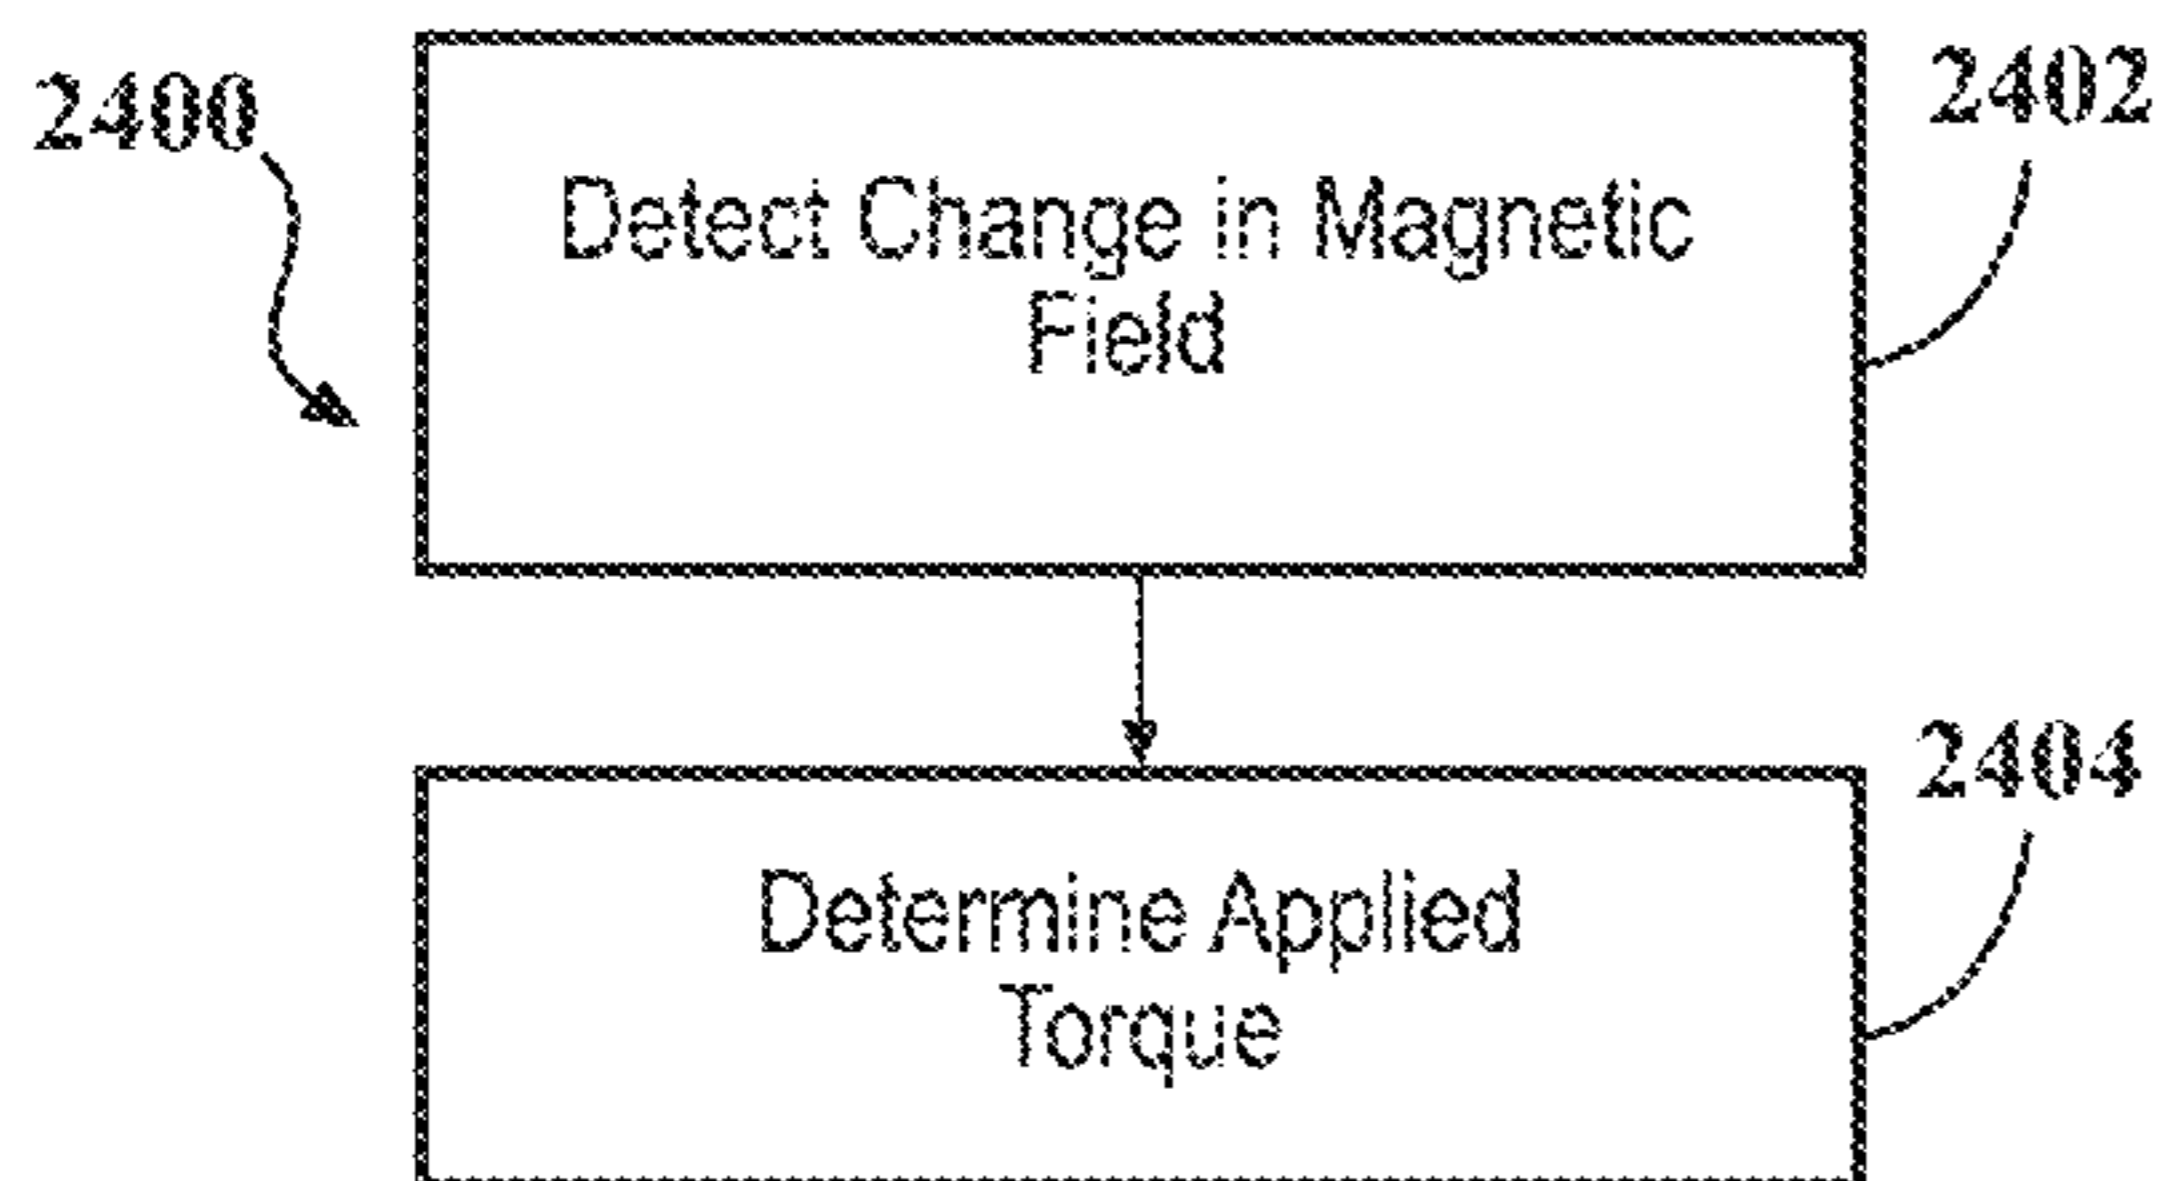 2400
2402
Detect Change in Magnetic
Field
2404
Determine Applied
Torque